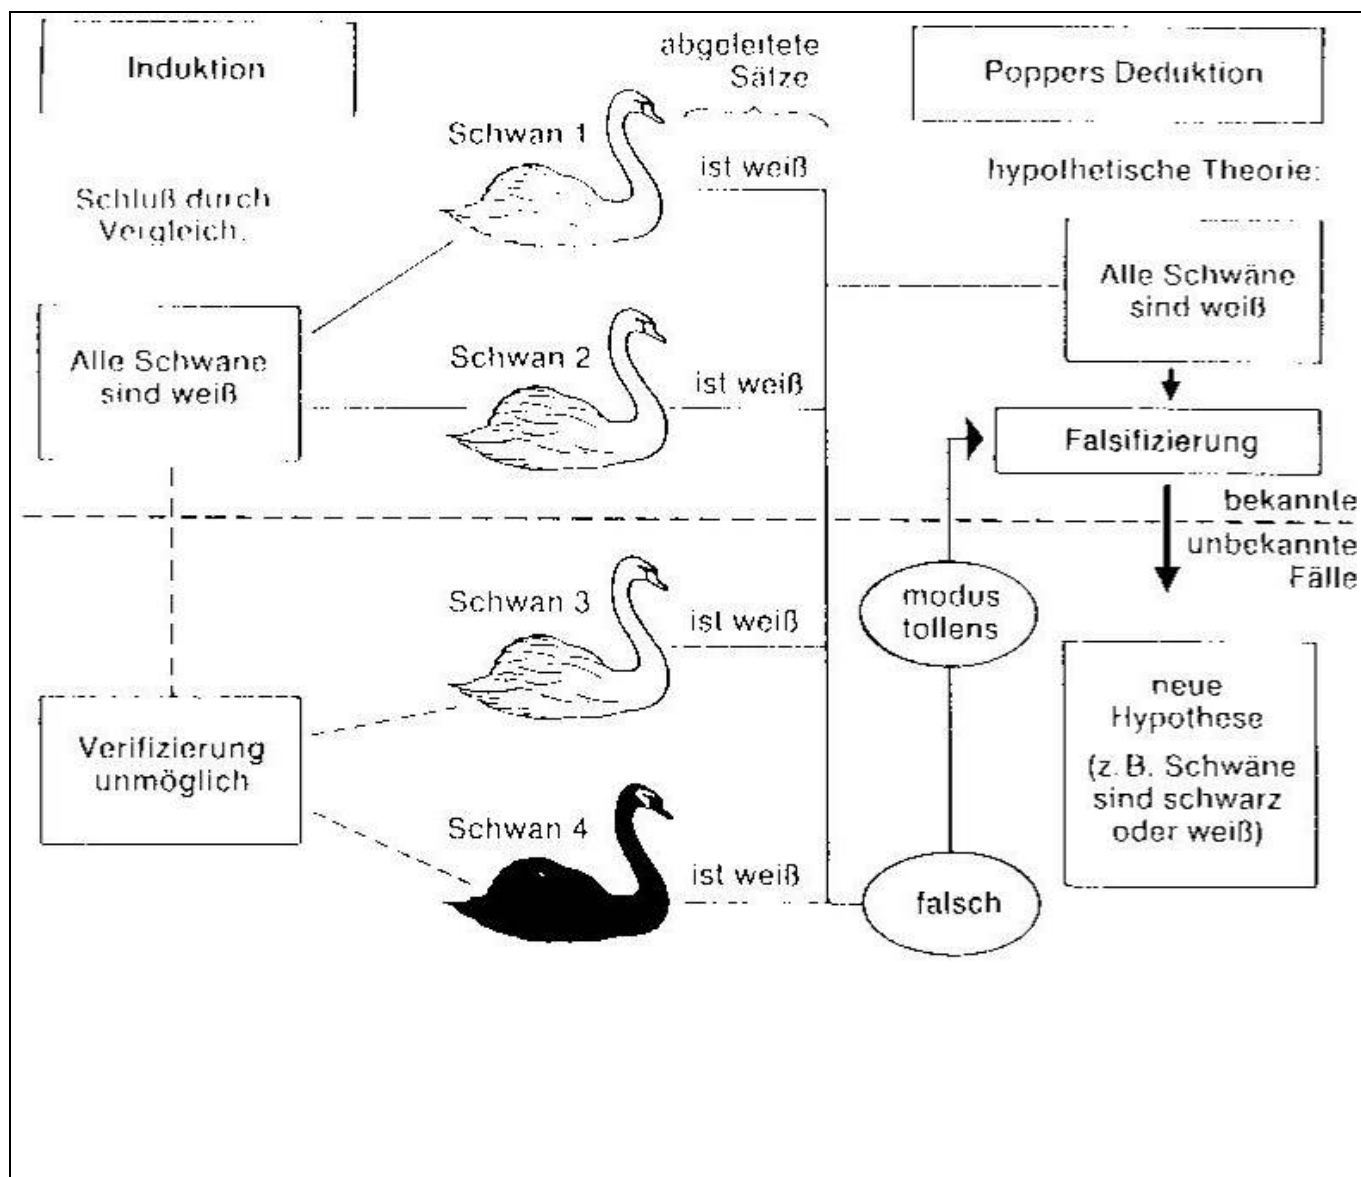 Induktion
Schluß durch
Vergleich.
Alle Schwane
sind weiß
Verifizierung
unmöglich
abgeleitete
Sätze
Schwan 1
ist weiß
Schwan 2
ist weiß
Schwan 3
ist weiß
Schwan 4
ist weiß
Poppers Deduktion
hypothetische Theorie:
Alle Schwäne
sind weiß
Falsifizierung
bekannte
unbekannte
Fälle
modus
tollens
falsch
neue
Hypothese
(z. B. Schwäne
sind schwarz
oder weiß)